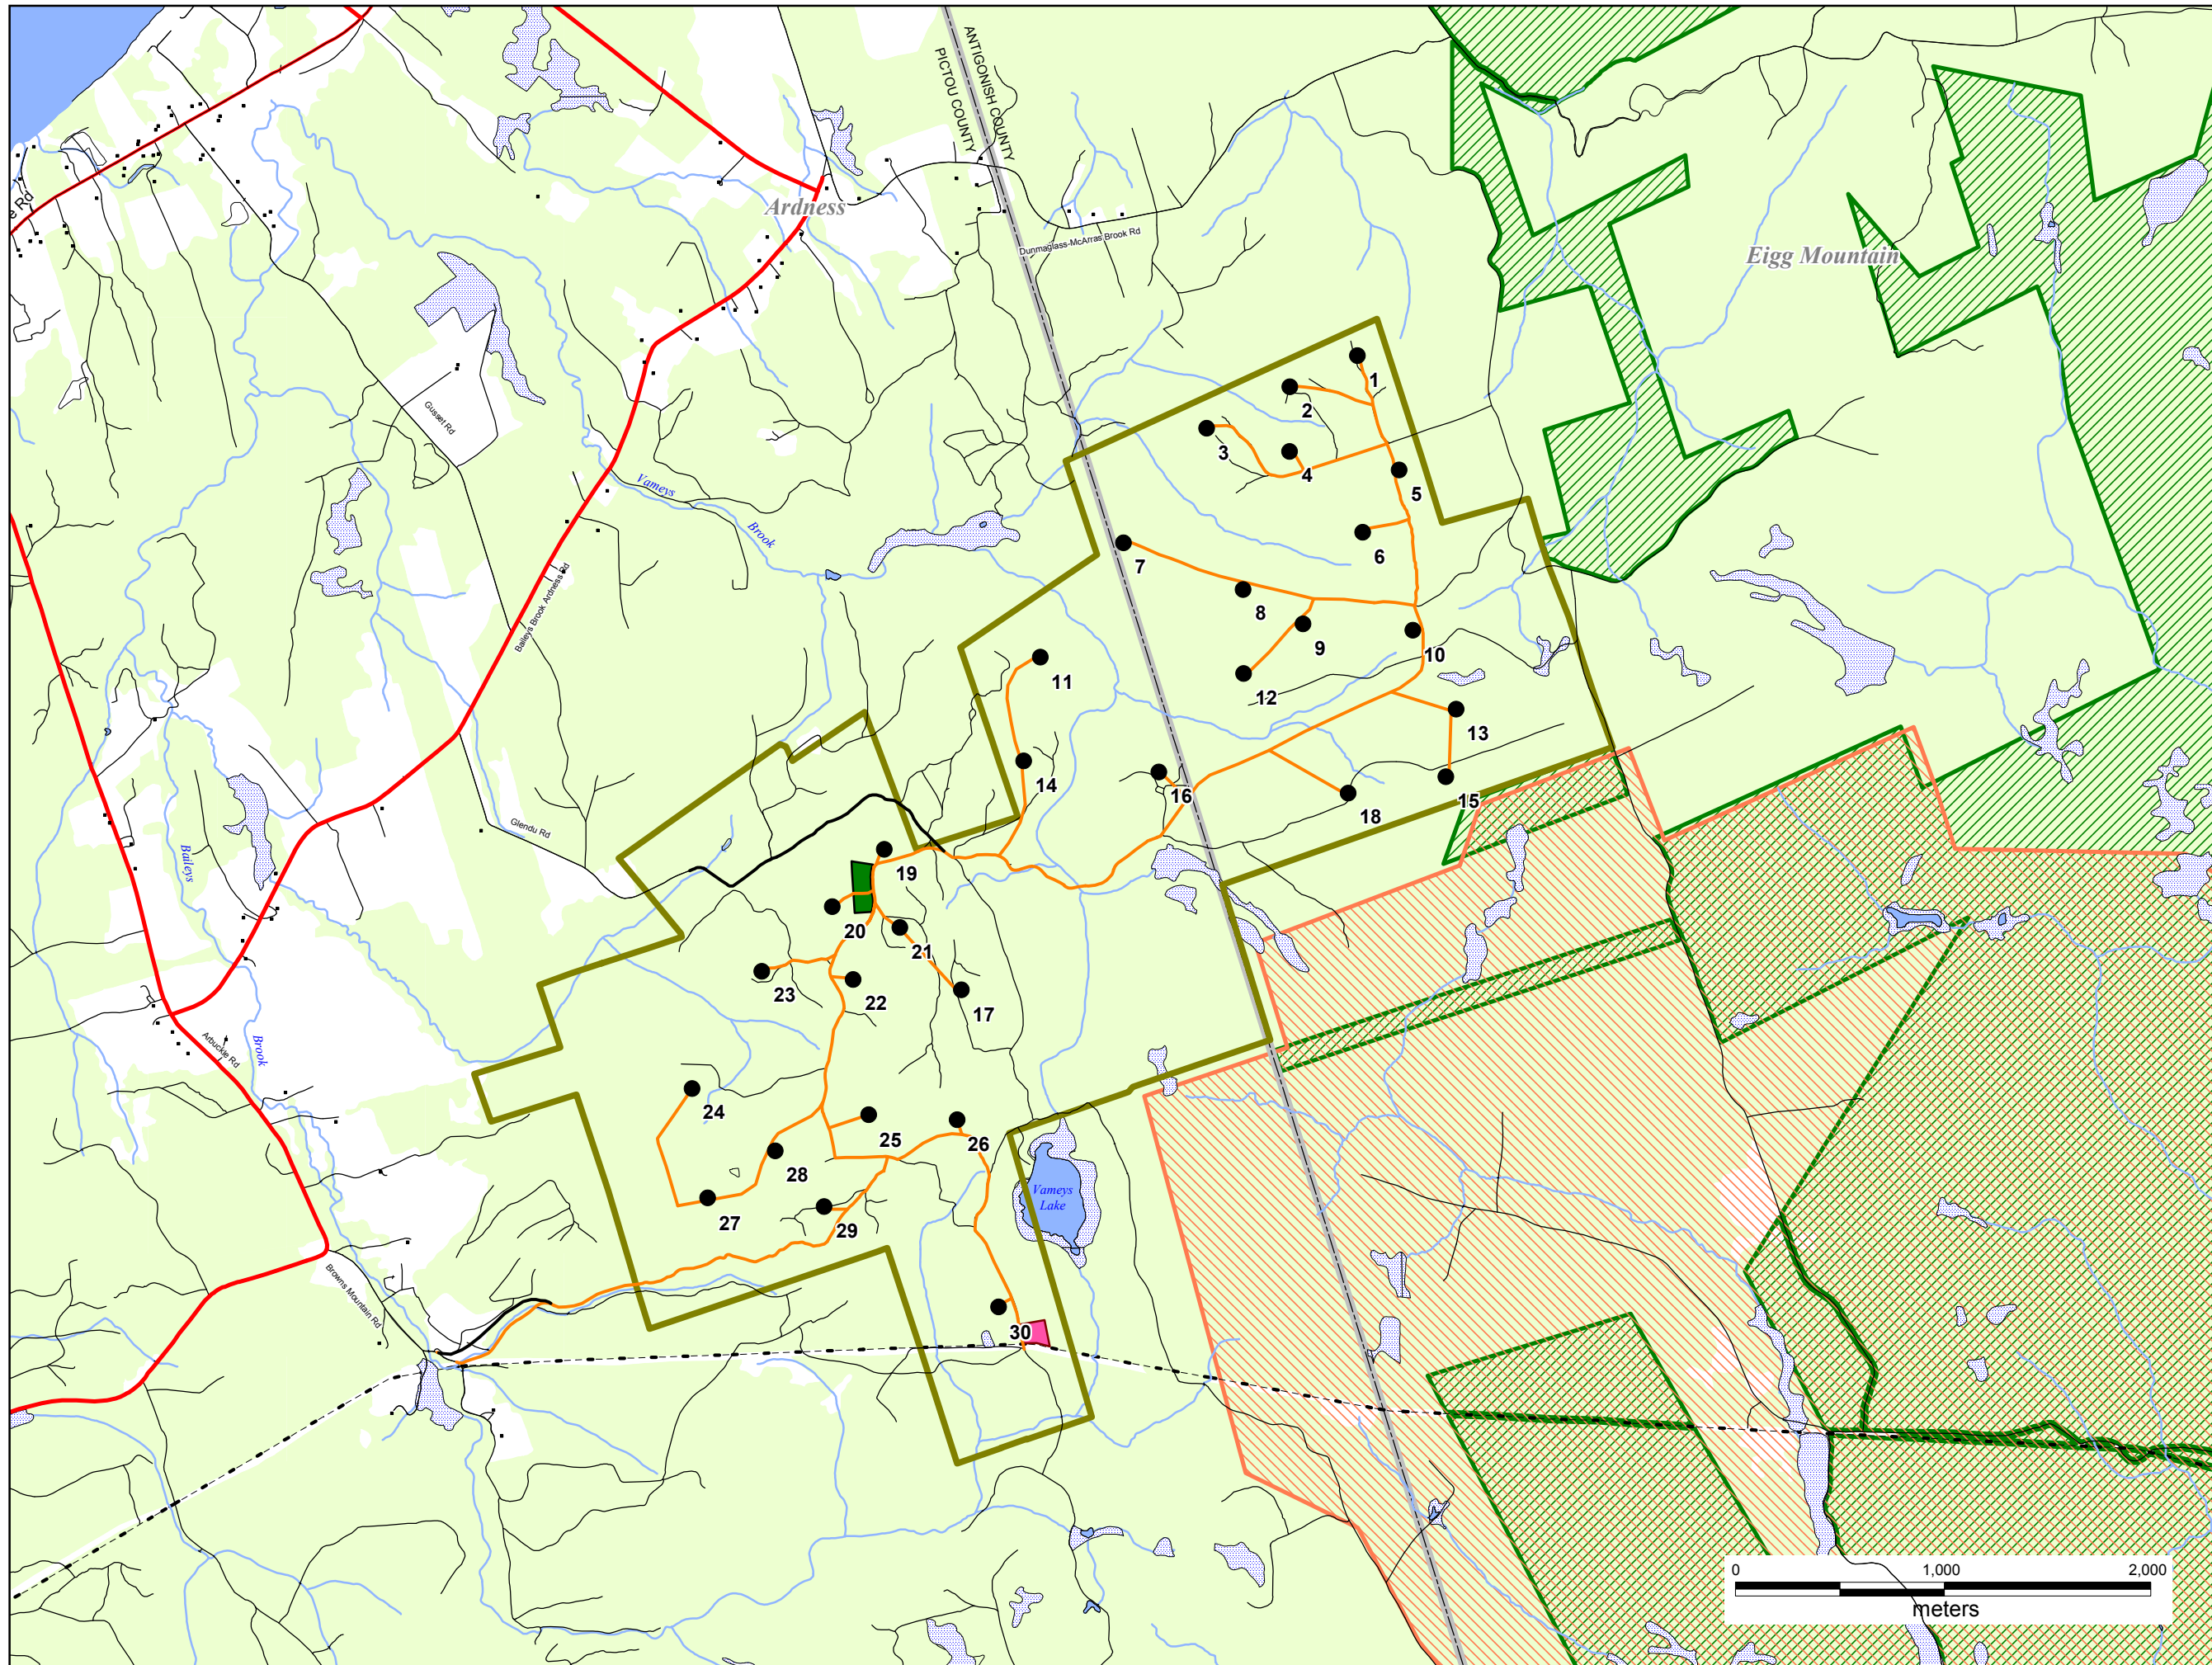 ANTIGONISH COUNTY
PICTOU COUNTY
e Rd
Ardness
Dunmaglass-McArras Brook Rd
Eigg Mountain
Gusset Rd
Vameys
Brook
Baileys Brook Ardness Rd
Glendu Rd
Baileys
Brook
Arbuckle Rd
Browns Mountain Rd
Vameys
Lake
1
2
3
4
5
6
7
8
9
10
11
12
13
14
15
16
18
19
20
21
22
23
17
24
25
26
28
27
29
30
0 1,000 2,000
meters